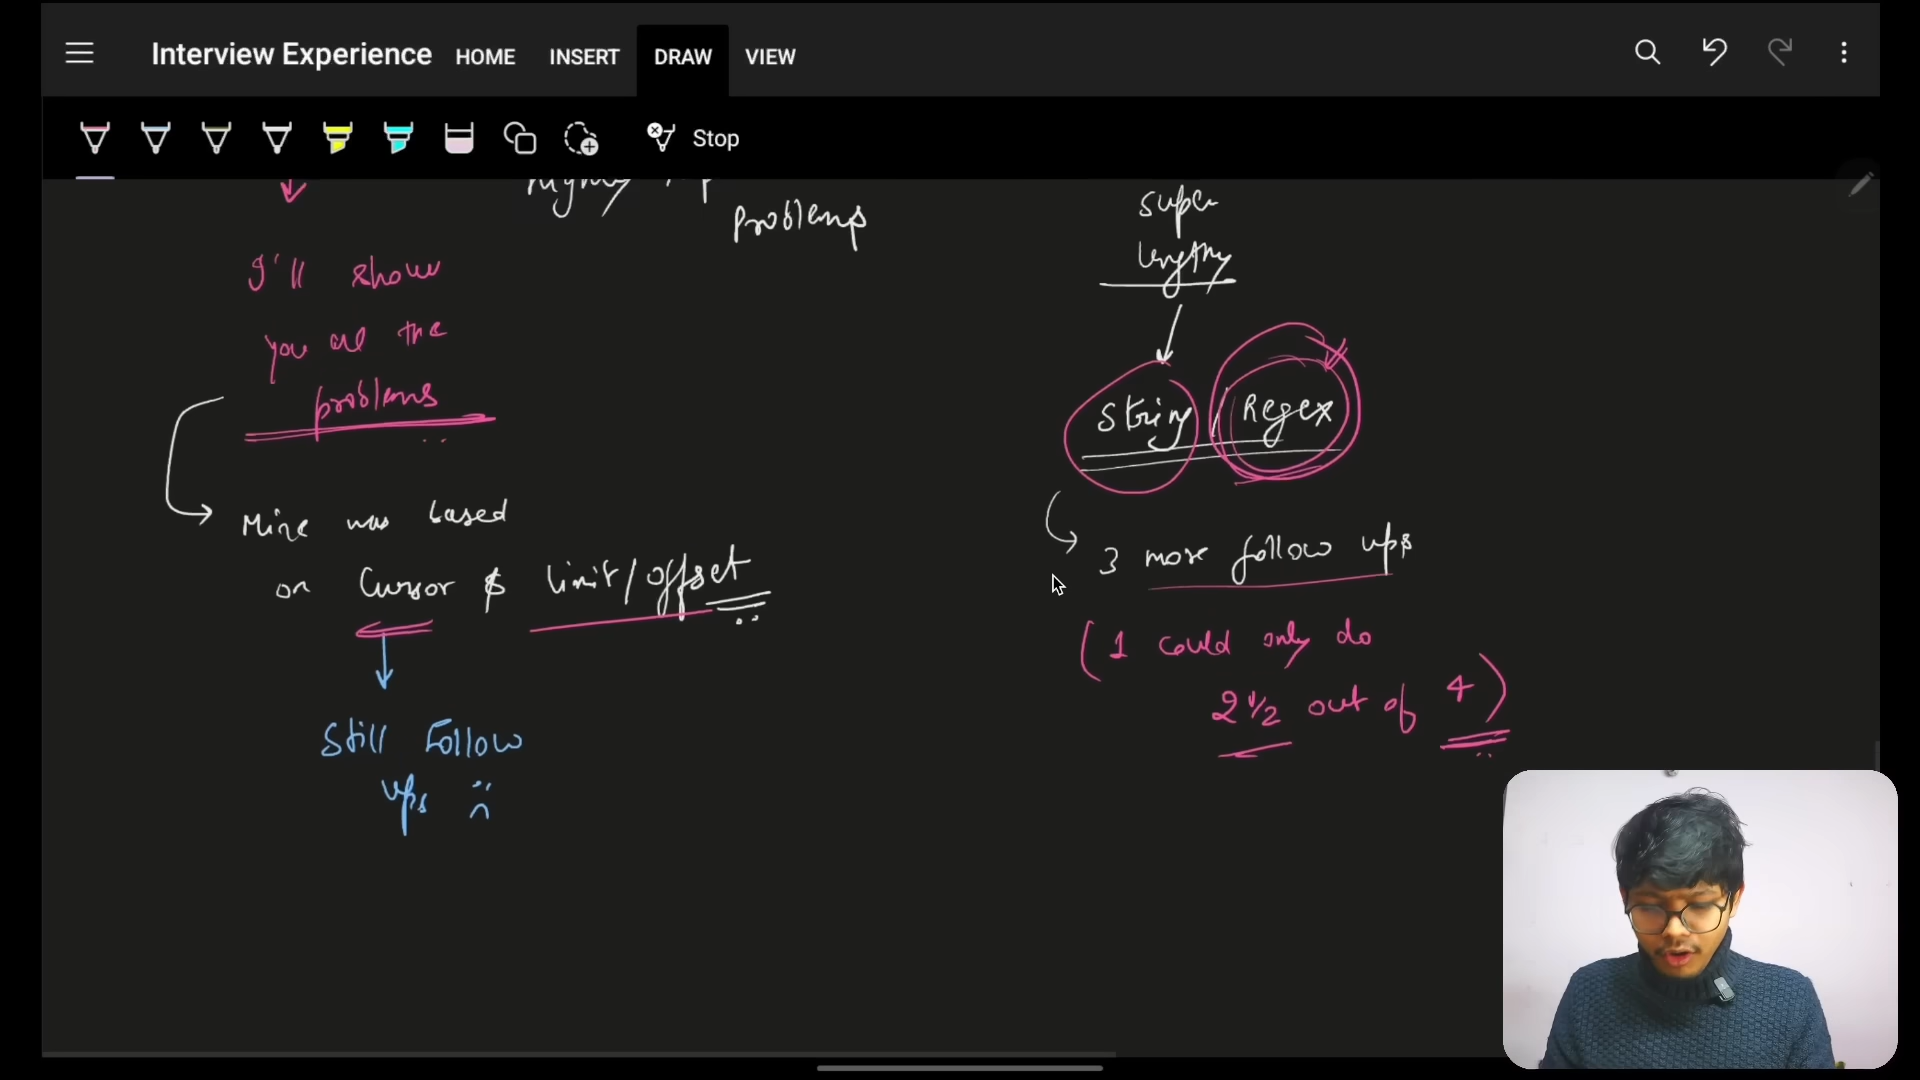 Interview Experience HOME INSERT DRAW VIEW
Stop
problems
I'll show
you all the
problems
Mine was based
on Cursor & limit/offset
Still Follow
ups
super
lengthy
String / Regex
3 more follow ups
(I could only do
2 1/2 out of 4)